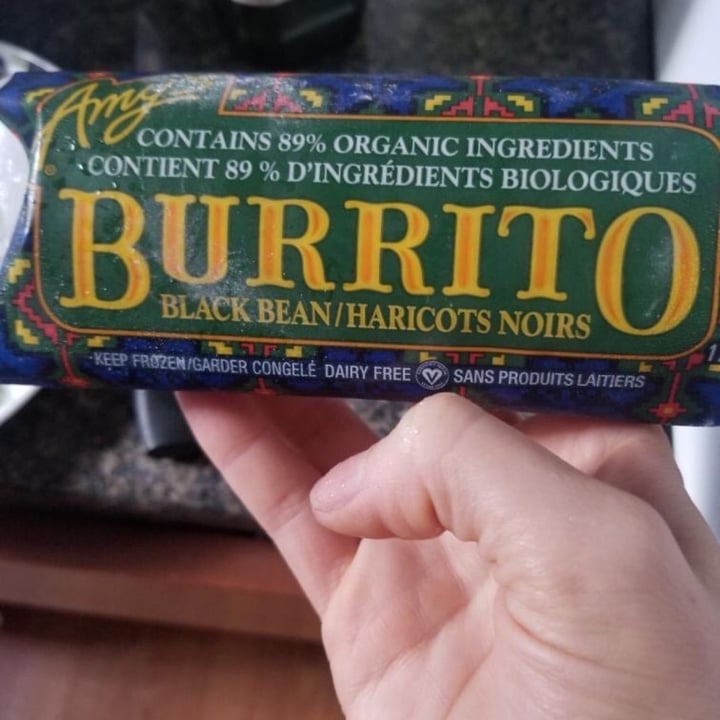 Amy
®
CONTAINS 89% ORGANIC INGREDIENTS
CONTIENT 89 % D'INGRÉDIENTS BIOLOGIQUES
BURRITO
BLACK BEAN/HARICOTS NOIRS
KEEP FROZEN/GARDER CONGELÉ DAIRY FREE SANS PRODUITS LAITIERS